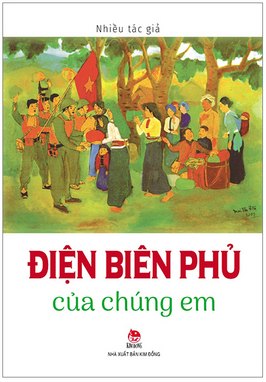 Nhiều tác giả
ĐIỆN BIÊN PHỦ
của chúng em
KIM ĐỒNG
NHÀ XUẤT BẢN KIM ĐỒNG